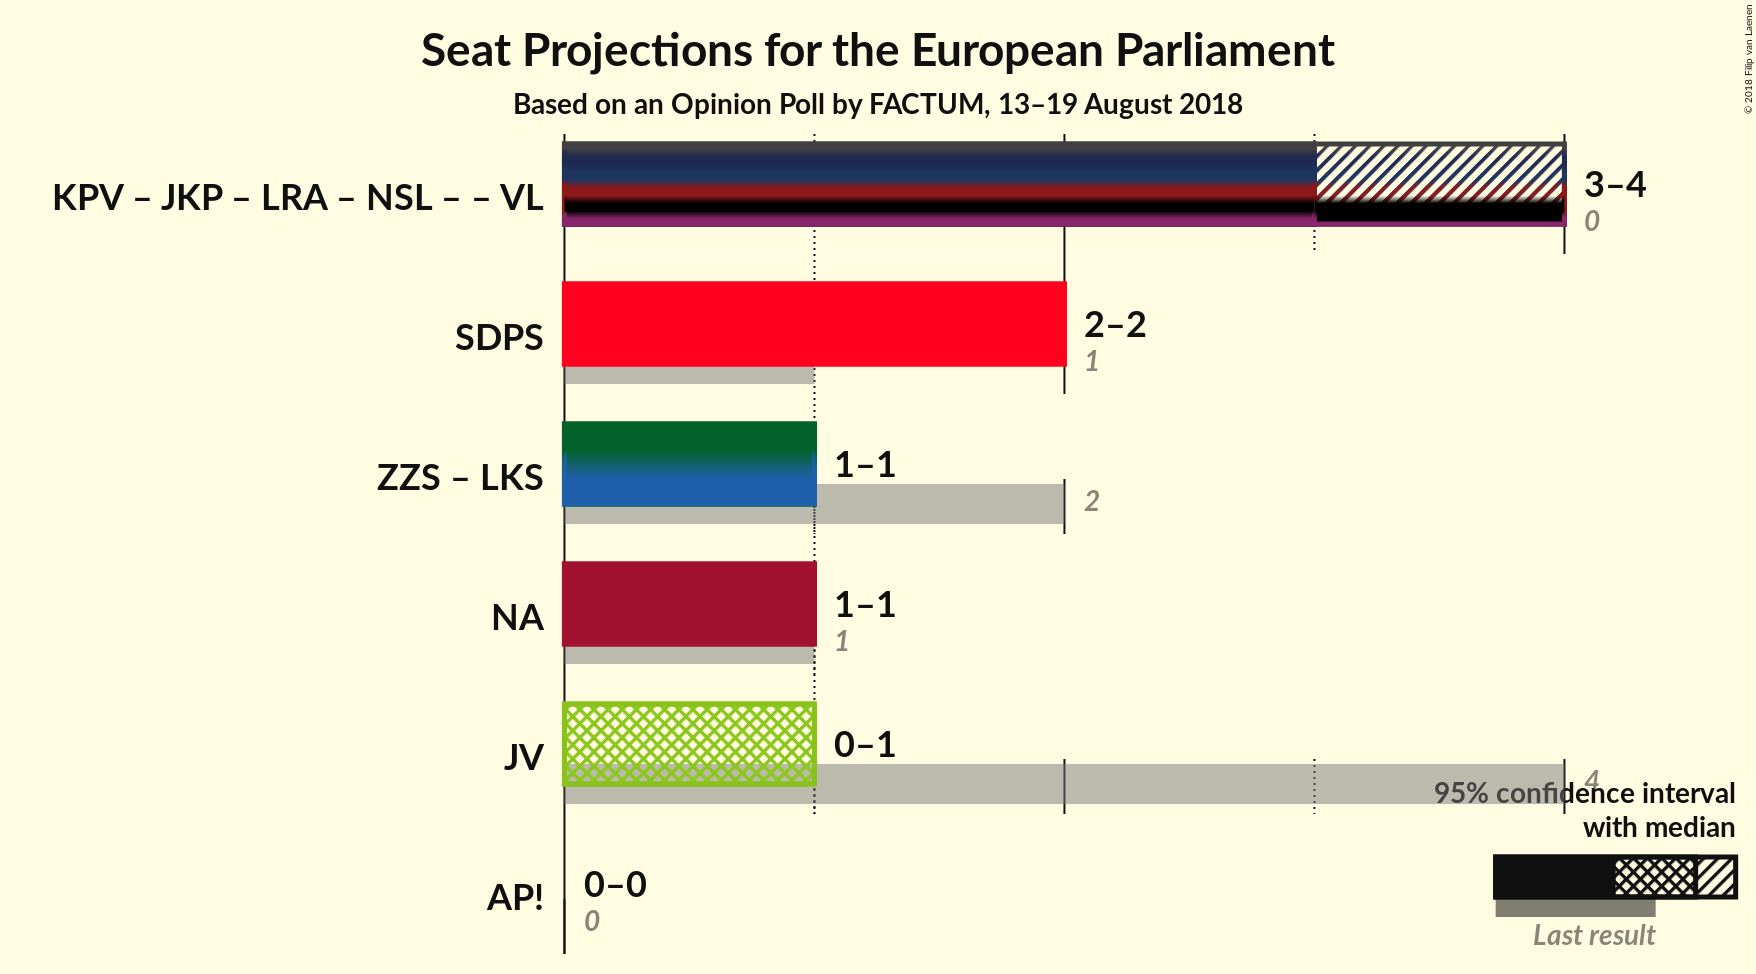 Seat Projections for the European Parliament
Based on an Opinion Poll by FACTUM, 13–19 August 2018
© 2018 Filip van Laenen
KPV – JKP – LRA – NSL – – VL
3–4
0
SDPS
2–2
1
ZZS – LKS
1–1
2
NA
1–1
1
JV
0–1
4
AP!
0–0
0
95% confidence interval
with median
Last result